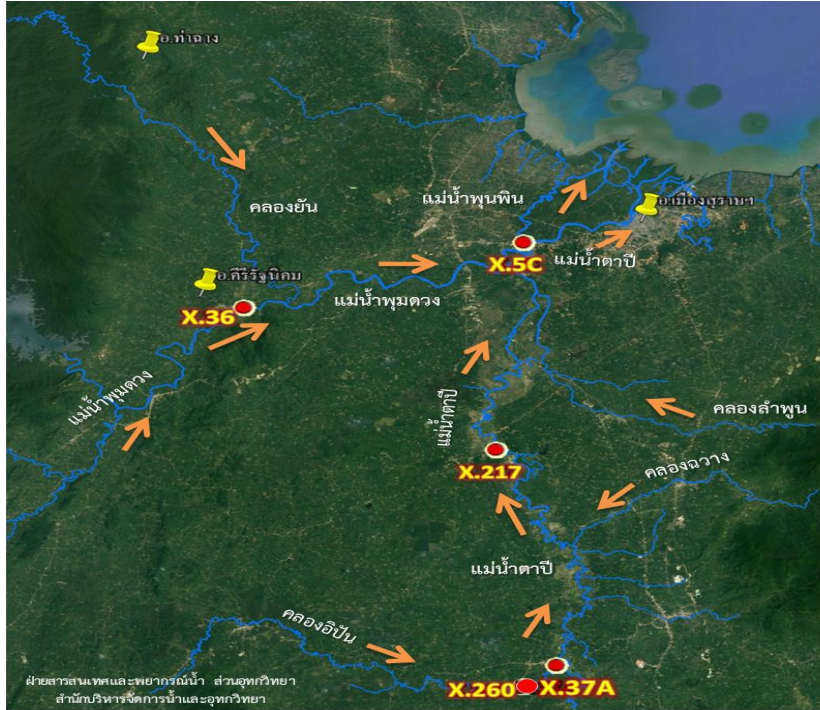 อ.ท่าฉาง
คลองยัน
แม่น้ำพุนพิน
อ.เมืองสุราษฯ
X.5C
แม่น้ำตาปี
อ.คีรีรัฐนิคม
X.36
แม่น้ำพุมดวง
แม่น้ำพุมดวง
แม่น้ำตาปี
คลองลำพูน
X.217
คลองฉวาง
แม่น้ำตาปี
คลองอิปัน
X.260
X.37A
ฝ่ายสารสนเทศและพยากรณ์น้ำ ส่วนอุทกวิทยา
สำนักบริหารจัดการน้ำและอุทกวิทยา